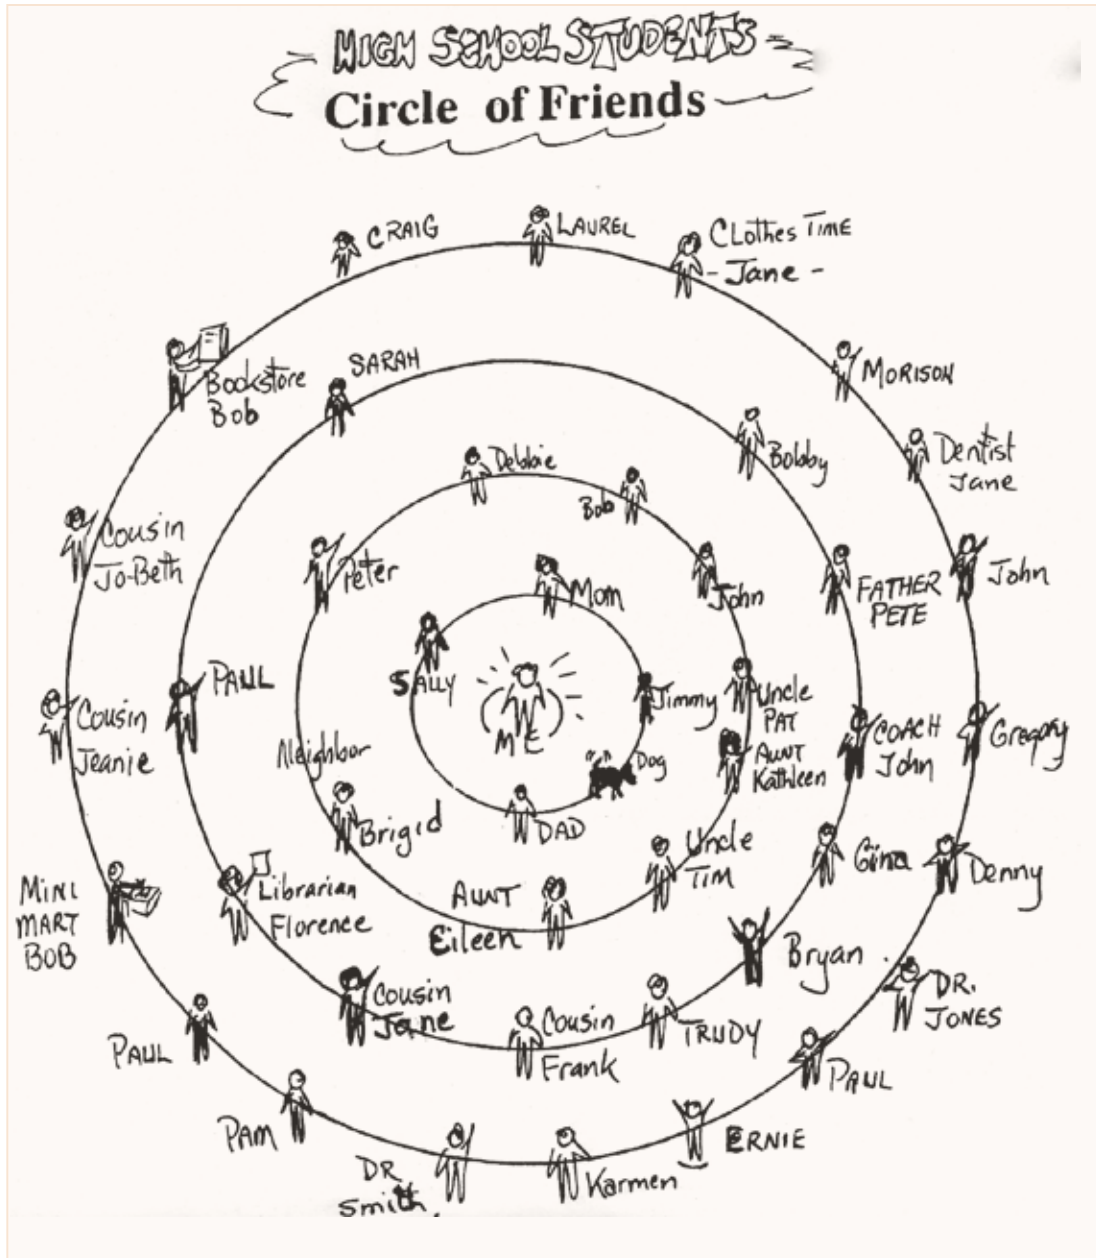 HIGH SCHOOL STUDENTS
Circle of Friends
CRAIG
LAUREL
CLothes TIME
- Jane -
Bookstore
Bob
SARAH
MORISON
Debbie
Bob
Bobby
Dentist
Jane
Cousin
Jo-Beth
Peter
Mom
John
FATHER
PETE
John
SALLY
PAUL
ME
Jimmy
Uncle
PAT
Cousin
Jeanie
Neighbor
Brigid
Dog
DAD
AUNT
Kathleen
COACH
John
Gregory
MINI
MART
BOB
Librarian
Florence
AUNT
Eileen
Uncle
TIM
Gina
Denny
Cousin
Jane
Cousin
Frank
TRUDY
Bryan
DR.
JONES
PAUL
PAM
DR
Smith
Karmen
ERNIE
PAUL